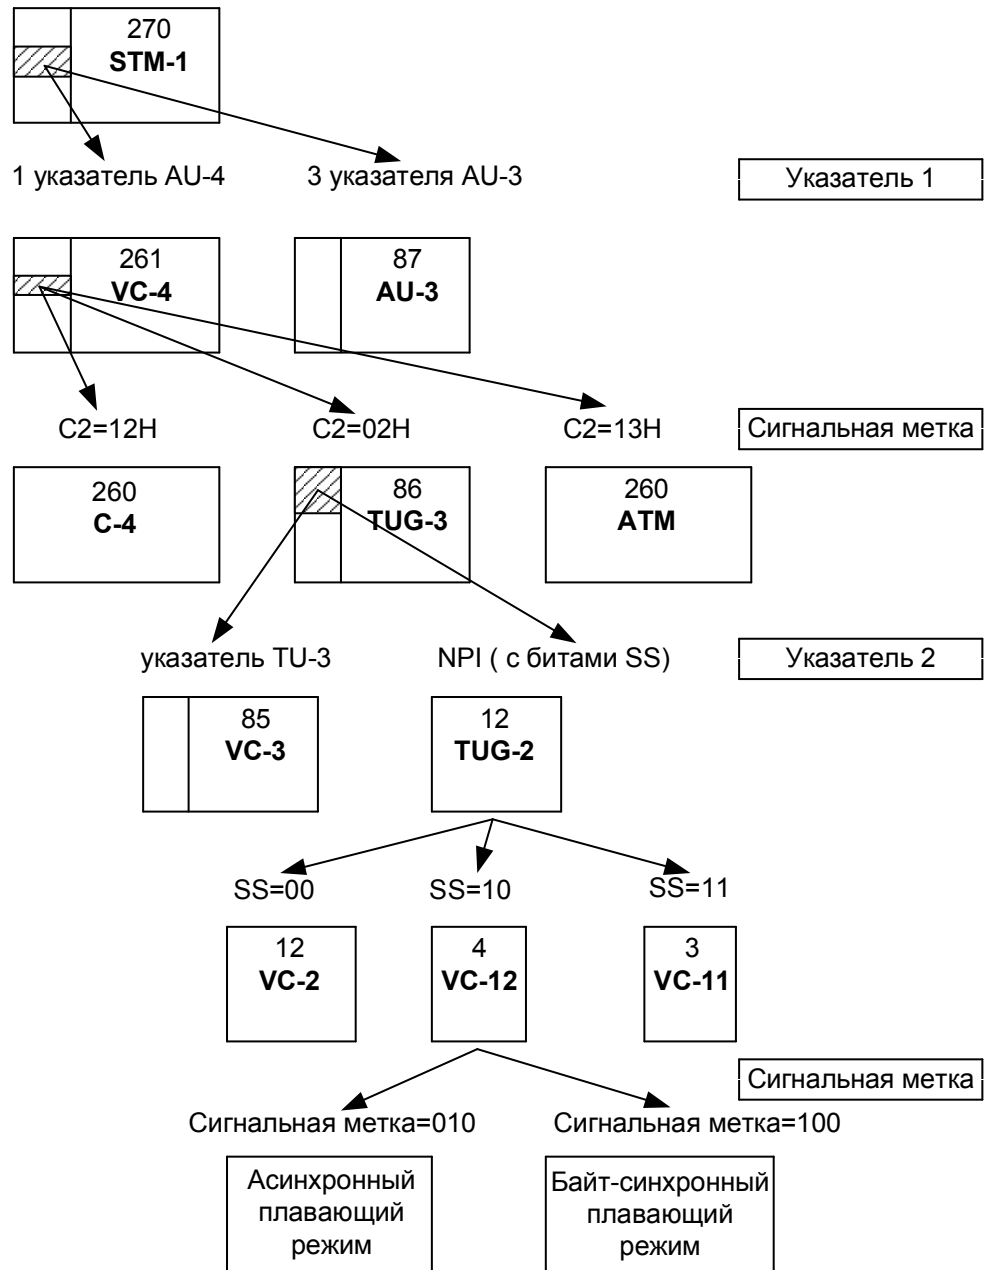 270
STM-1
1 указатель AU-4
3 указателя AU-3
Указатель 1
261
VC-4
87
AU-3
C2=12H
C2=02H
C2=13H
Сигнальная метка
260
C-4
86
TUG-3
260
ATM
указатель TU-3
NPI ( с битами SS)
Указатель 2
85
VC-3
12
TUG-2
SS=00
SS=10
SS=11
12
VC-2
4
VC-12
3
VC-11
Сигнальная метка
Сигнальная метка=010
Сигнальная метка=100
Асинхронный
плавающий
режим
Байт-синхронный
плавающий
режим